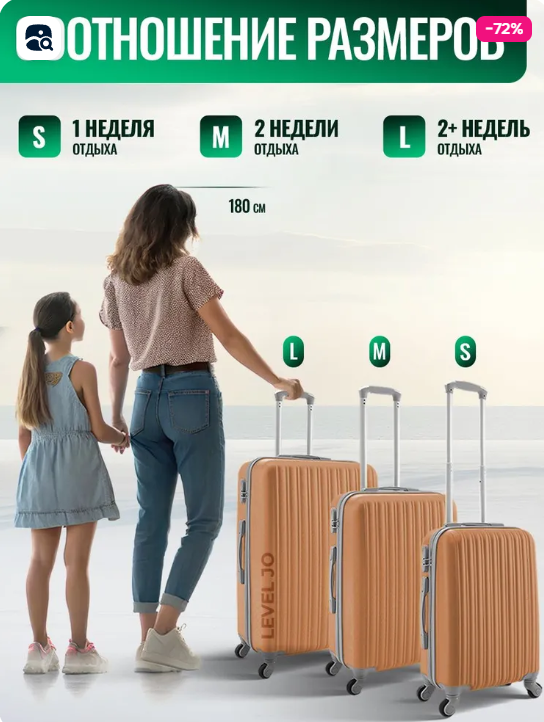 ОТНОШЕНИЕ РАЗМЕРОВ
-72%
S 1 НЕДЕЛЯ
ОТДЫХА
M 2 НЕДЕЛИ
ОТДЫХА
L 2+ НЕДЕЛЬ
ОТДЫХА
180 СМ
L
M
S
LEVEL JO